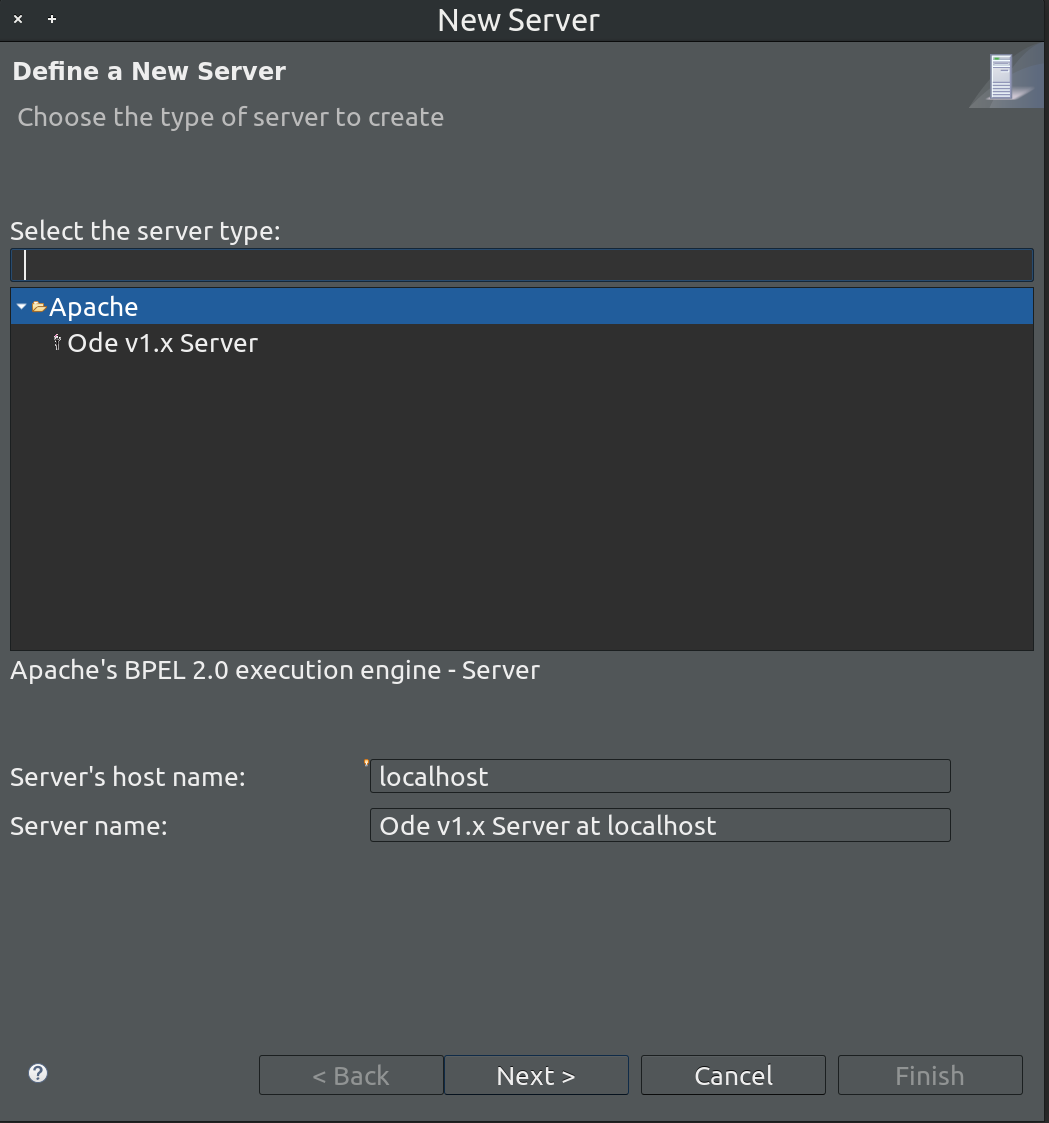 New Server
Define a New Server
Choose the type of server to create
Select the server type:
Apache
Ode v1.x Server
Apache's BPEL 2.0 execution engine - Server
Server's host name: localhost
Server name: Ode v1.x Server at localhost
< Back Next > Cancel Finish